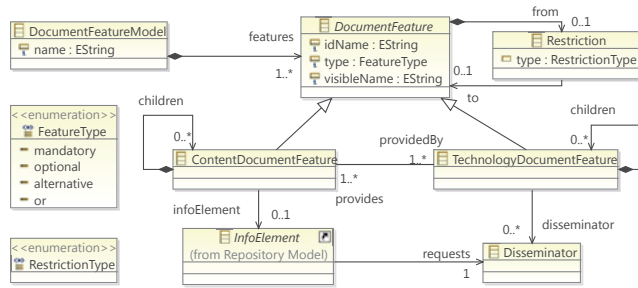 DocumentFeatureModel
name : EString
features
1..*
DocumentFeature
idName : EString
type : FeatureType
visibleName : EString
from
0..1
Restriction
type : RestrictionType
0..1
to
<<enumeration>>
FeatureType
mandatory
optional
alternative
or
children
0..*
ContentDocumentFeature
providedBy
1..*
1..*
provides
children
0..*
TechnologyDocumentFeature
infoElement
0..1
disseminator
0..*
<<enumeration>>
RestrictionType
InfoElement
(from Repository Model)
requests
1
Disseminator